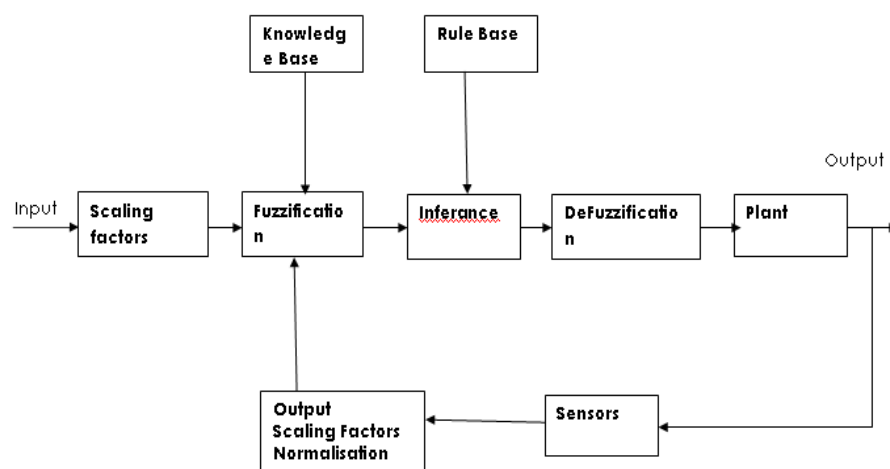 Knowledg
e Base
Rule Base
Output
Input
Scaling
factors
Fuzzificatio
n
Inferance
DeFuzzificatio
n
Plant
Output
Scaling Factors
Normalisation
Sensors